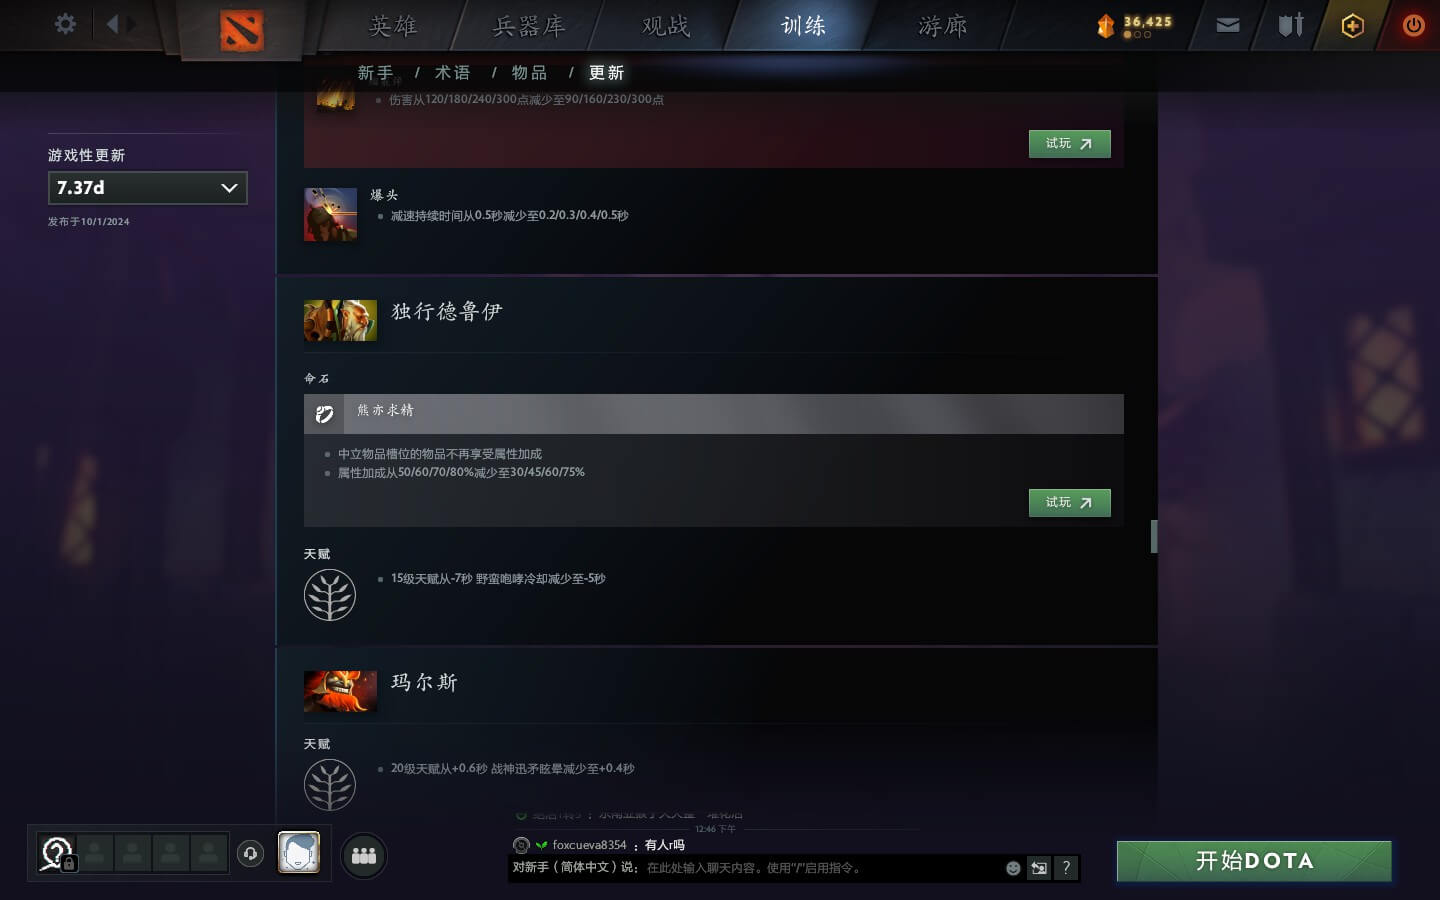 英雄
兵器库
观战
训练
游廊
36,425
新手 / 术语 / 物品 / 更新
伤害从120/180/240/300点减少至90/160/230/300点
试玩
游戏性更新
7.37d
发布于10/1/2024
爆头
减速持续时间从0.5秒减少至0.2/0.3/0.4/0.5秒
独行德鲁伊
命石
熊亦求精
中立物品槽位的物品不再享受属性加成
属性加成从50/60/70/80%减少至30/45/60/75%
试玩
天赋
15级天赋从-7秒 野蛮咆哮冷却减少至-5秒
玛尔斯
天赋
20级天赋从+0.6秒 战神迅矛眩晕减少至+0.4秒
12:46 下午
foxcueva8354 ：有人r吗
对新手（简体中文）说：在此处输入聊天内容。使用“/”启用指令。
?
开始DOTA